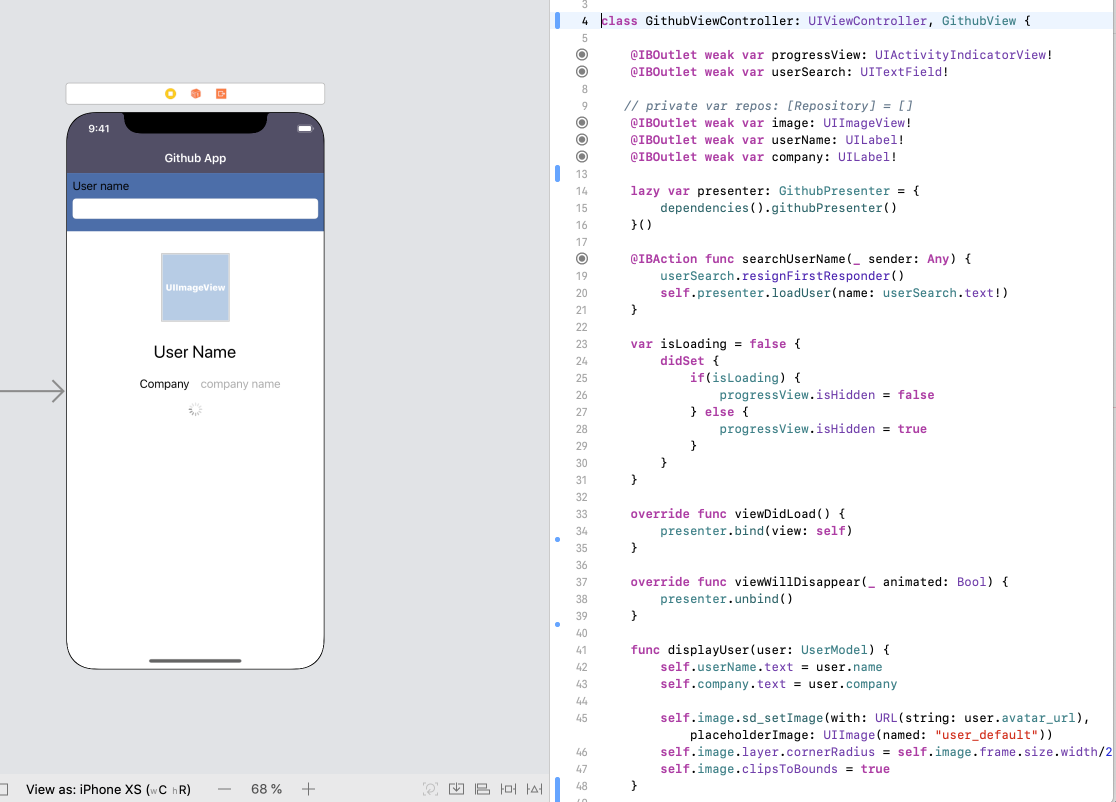 9:41
Github App
User name
UIImageView
User Name
Company company name
View as: iPhone XS (wC hR)
68 %
3
4 class GithubViewController: UIViewController, GithubView {
5
@IBOutlet weak var progressView: UIActivityIndicatorView!
@IBOutlet weak var userSearch: UITextField!
8
9 // private var repos: [Repository] = []
@IBOutlet weak var image: UIImageView!
@IBOutlet weak var userName: UILabel!
@IBOutlet weak var company: UILabel!
13
14 lazy var presenter: GithubPresenter = {
15 dependencies().githubPresenter()
16 }()
17
@IBAction func searchUserName(_ sender: Any) {
19 userSearch.resignFirstResponder()
20 self.presenter.loadUser(name: userSearch.text!)
21 }
22
23 var isLoading = false {
24 didSet {
25 if(isLoading) {
26 progressView.isHidden = false
27 } else {
28 progressView.isHidden = true
29 }
30 }
31 }
32
33 override func viewDidLoad() {
34 presenter.bind(view: self)
35 }
36
37 override func viewWillDisappear(_ animated: Bool) {
38 presenter.unbind()
39 }
40
41 func displayUser(user: UserModel) {
42 self.userName.text = user.name
43 self.company.text = user.company
44
45 self.image.sd_setImage(with: URL(string: user.avatar_url),
placeholderImage: UIImage(named: "user_default"))
46 self.image.layer.cornerRadius = self.image.frame.size.width/2
47 self.image.clipsToBounds = true
48 }